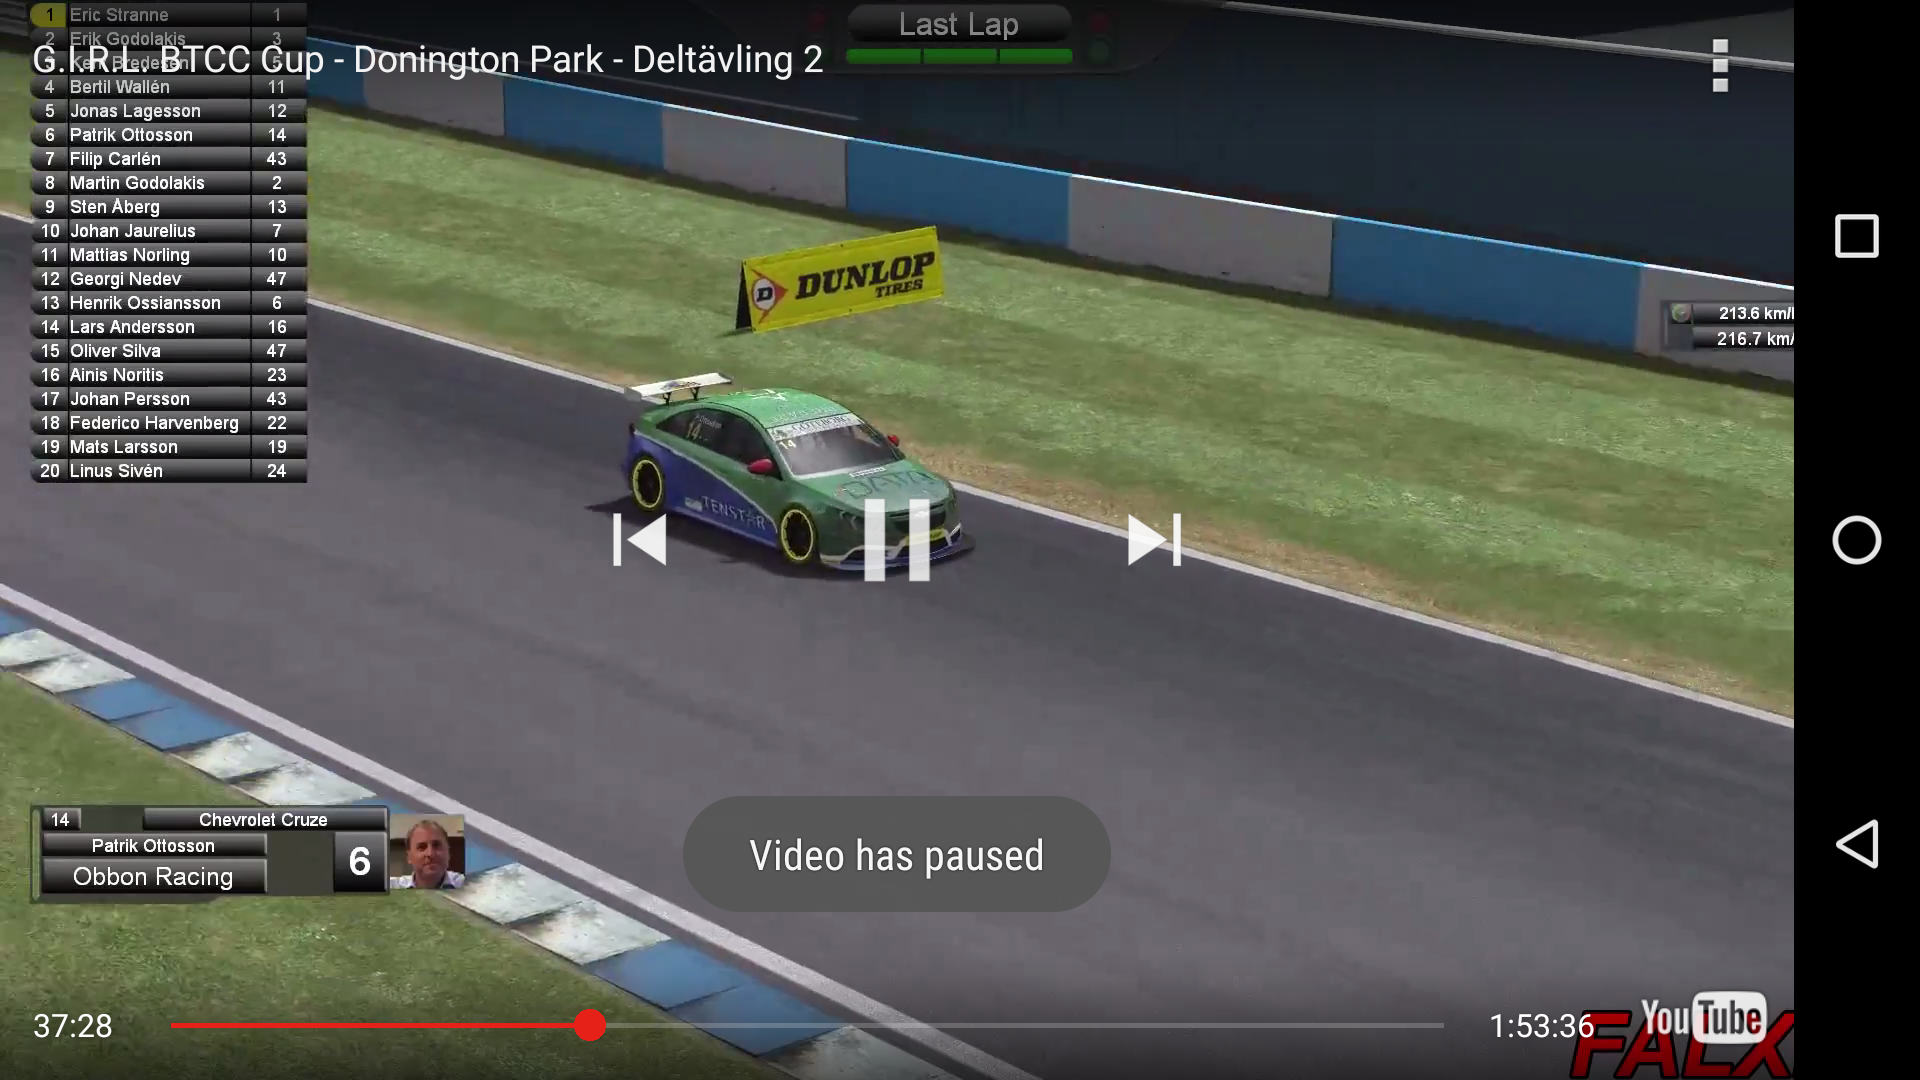 1 Eric Stranne 1
2 Erik Godolakis 3
G.I.R.L. BTCC Cup - Donington Park - Deltävling 2
4 Bertil Wallén 11
5 Jonas Lagesson 12
6 Patrik Ottosson 14
7 Filip Carlén 43
8 Martin Godolakis 2
9 Sten Åberg 13
10 Johan Jaurelius 7
11 Mattias Norling 10
12 Georgi Nedev 47
13 Henrik Ossiansson 6
14 Lars Andersson 16
15 Oliver Silva 47
16 Ainis Noritis 23
17 Johan Persson 43
18 Federico Harvenberg 22
19 Mats Larsson 19
20 Linus Sivén 24
Last Lap
D DUNLOP
TIRES
213.6 km/
216.7 km/
GÖTEBORG
14
14
TENSTAR
14 Chevrolet Cruze
Patrik Ottosson
Obbon Racing
6
Video has paused
37:28
1:53:36
YouTube
FALX